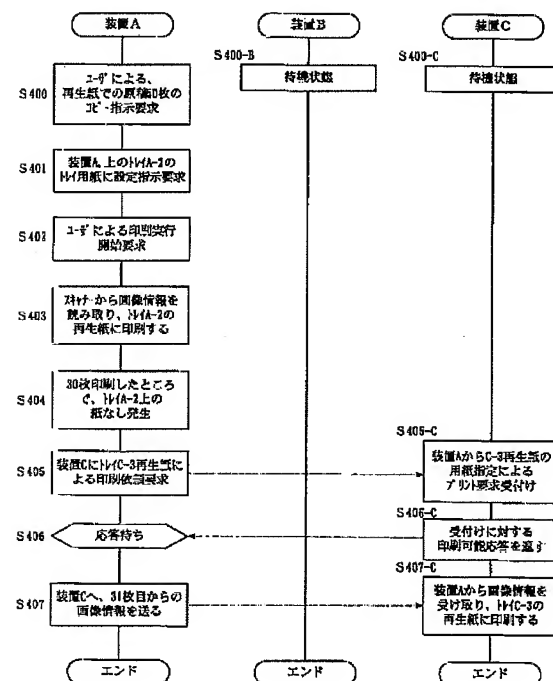 装置A
装置B
装置C
S400-B
S400-C
S400
ユーザによる、
再生紙での原稿
枚の
コピー指示要求
待機状態
待機状態
S401
装置A上のトレイA-2の
トレイ用紙に設定指示要求
S402
ユーザによる印刷実行
開始要求
S403
スキャナーから画像情報を
読み取り、トレイA-2の
再生紙に印刷する
S404
30枚印刷したところ
で、トレイA-2上の
紙なし発生
S405
装置CにトレイC-3再生紙によ
る印刷依頼要求
S405-C
装置AからC-3再生紙の
用紙指定による
プリント要求受付け
S406
応答待ち
S406-C
受付けに対する
印刷可能応答を返す
S407
装置Cへ、31枚目からの
画像情報を送る
S407-C
装置Aから画像情報を
受け取り、トレイC-3の
再生紙に印刷する
エンド
エンド
エンド